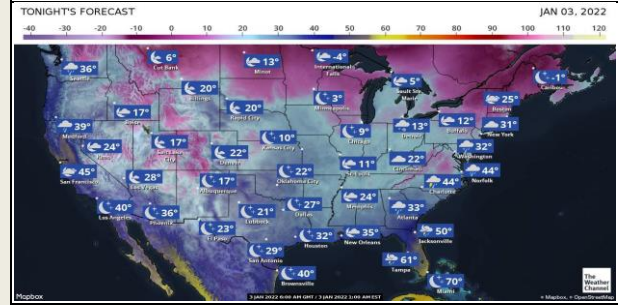 TONIGHT'S FORECAST
JAN 03, 2022
-40 -30 -20 -10 0 10 20 30 40 50 60 70 80 90 100 110 120
36°
Seattle
6°
Cut Bank
13°
Minot
-4°
International Falls
5°
Sault Ste. Marie
-1°
Caribou
20°
Billings
20°
Rapid City
3°
Minneapolis
25°
Boston
39°
Medford
17°
Boise
9°
Chicago
13°
Detroit
12°
Buffalo
31°
New York
24°
Reno
17°
Salt Lake City
22°
Denver
10°
Kansas City
11°
St. Louis
22°
Cincinnati
32°
Washington
45°
San Francisco
28°
Las Vegas
17°
Albuquerque
22°
Oklahoma City
24°
Memphis
44°
Charlotte
44°
Norfolk
40°
Los Angeles
36°
Phoenix
23°
El Paso
21°
Lubbock
27°
Dallas
33°
Atlanta
32°
Houston
35°
New Orleans
50°
Jacksonville
29°
San Antonio
40°
Brownsville
61°
Tampa
70°
Miami
The
Weather
Channel
Mapbox
3 JAN 2022 6:00 AM GMT / 3 JAN 2022 1:00 AM EST
© Mapbox, © OpenStreetMap